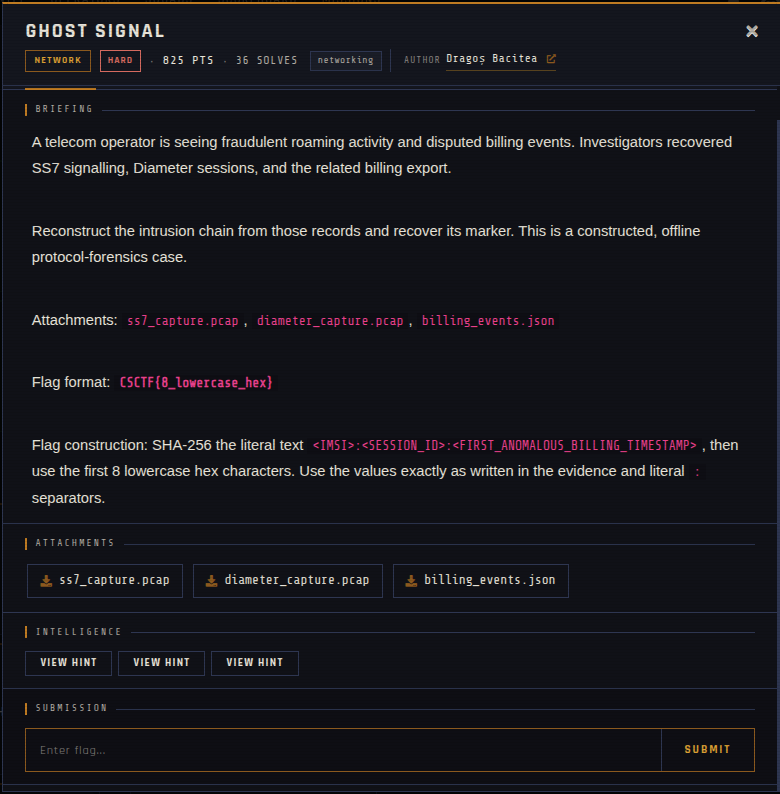 GHOST SIGNAL
NETWORK HARD · 825 PTS · 36 SOLVES networking AUTHOR Dragoș Bacitea
BRIEFING
A telecom operator is seeing fraudulent roaming activity and disputed billing events. Investigators recovered
SS7 signalling, Diameter sessions, and the related billing export.
Reconstruct the intrusion chain from those records and recover its marker. This is a constructed, offline
protocol-forensics case.
Attachments: ss7_capture.pcap , diameter_capture.pcap , billing_events.json
Flag format: CSCTF{8_lowercase_hex}
Flag construction: SHA-256 the literal text <IMSI>:<SESSION_ID>:<FIRST_ANOMALOUS_BILLING_TIMESTAMP> , then
use the first 8 lowercase hex characters. Use the values exactly as written in the evidence and literal :
separators.
ATTACHMENTS
ss7_capture.pcap diameter_capture.pcap billing_events.json
INTELLIGENCE
VIEW HINT VIEW HINT VIEW HINT
SUBMISSION
Enter flag... SUBMIT